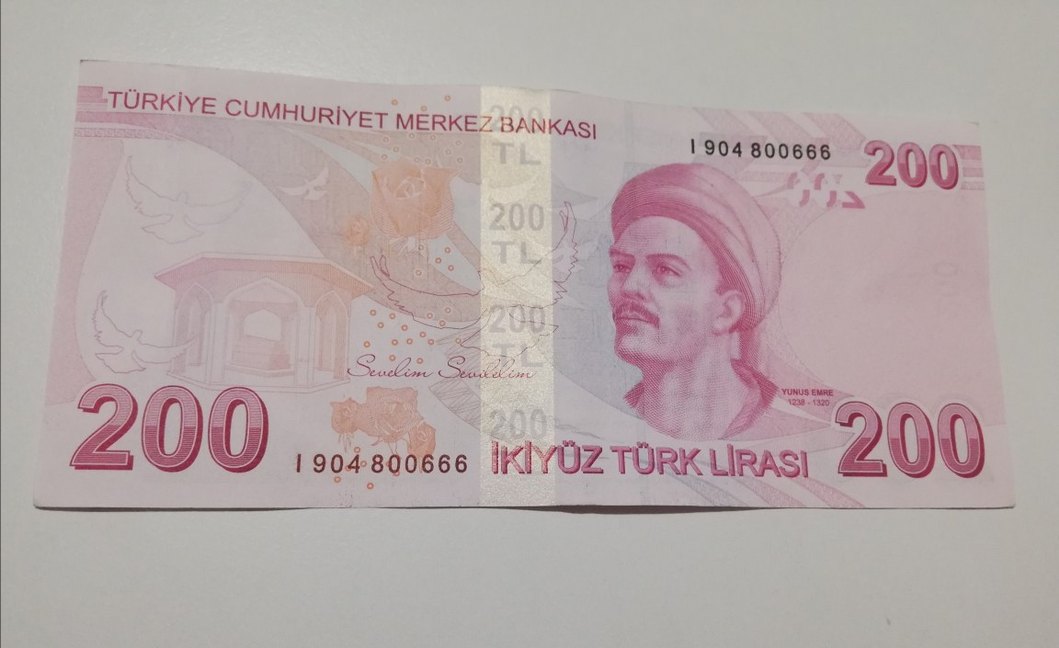 TÜRKİYE CUMHURİYET MERKEZ BANKASI
I 904 800666
200
200
TL
200
TL
200
TL
200
Sevelim Sevilelim
YUNUS EMRE
1238 - 1320
200
I 904 800666
İKİYÜZ TÜRK LİRASI
200